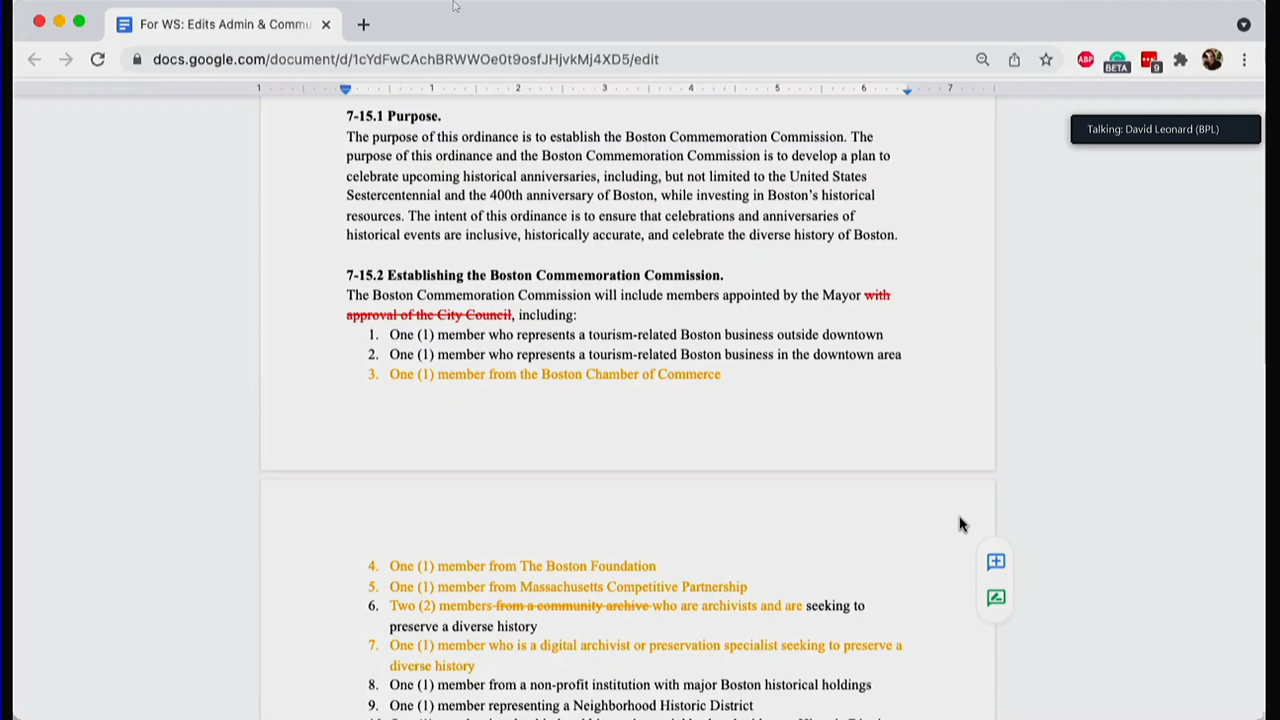 For WS: Edits Admin & Commu
docs.google.com/document/d/1cYdFwCAchBRWWOe0t9osfJHjvkMj4XD5/edit
ABP
BETA
9
1 1 2 3 4 5 6 7
Talking: David Leonard (BPL)
7-15.1 Purpose.
The purpose of this ordinance is to establish the Boston Commemoration Commission. The
purpose of this ordinance and the Boston Commemoration Commission is to develop a plan to
celebrate upcoming historical anniversaries, including, but not limited to the United States
Sestercentennial and the 400th anniversary of Boston, while investing in Boston's historical
resources. The intent of this ordinance is to ensure that celebrations and anniversaries of
historical events are inclusive, historically accurate, and celebrate the diverse history of Boston.
7-15.2 Establishing the Boston Commemoration Commission.
The Boston Commemoration Commission will include members appointed by the Mayor with
approval of the City Council, including:
1. One (1) member who represents a tourism-related Boston business outside downtown
2. One (1) member who represents a tourism-related Boston business in the downtown area
3. One (1) member from the Boston Chamber of Commerce
4. One (1) member from The Boston Foundation
5. One (1) member from Massachusetts Competitive Partnership
6. Two (2) members from a community archive who are archivists and are seeking to
preserve a diverse history
7. One (1) member who is a digital archivist or preservation specialist seeking to preserve a
diverse history
8. One (1) member from a non-profit institution with major Boston historical holdings
9. One (1) member representing a Neighborhood Historic District